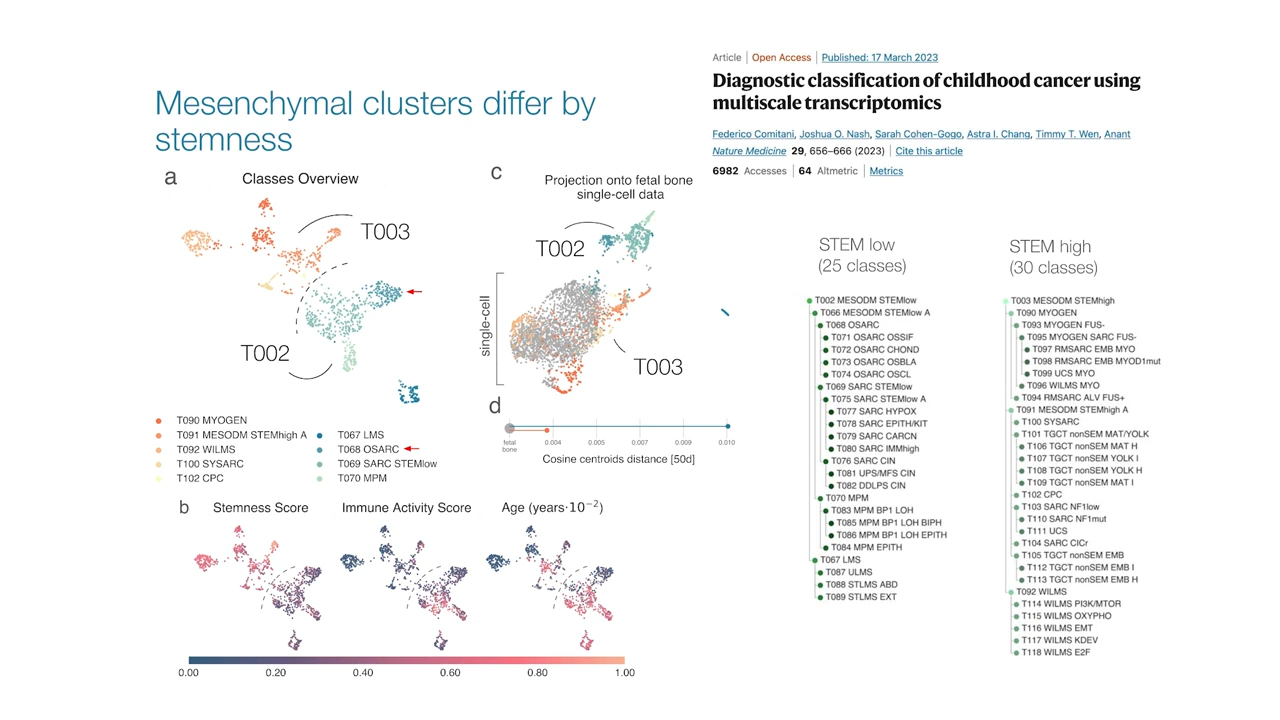 Article | Open Access | Published: 17 March 2023
Diagnostic classification of childhood cancer using
multiscale transcriptomics
Federico Comitani, Joshua O. Nash, Sarah Cohen-Gogo, Astra I. Chang, Timmy T. Wen, Anant
Nature Medicine 29, 656–666 (2023) | Cite this article
6982 Accesses | 64 Altmetric | Metrics
Mesenchymal clusters differ by
stemness
a
Classes Overview
T003
T002
T090 MYOGEN
T091 MESODM STEMhigh A
T092 WILMS
T100 SYSARC
T102 CPC
T067 LMS
T068 OSARC
T069 SARC STEMlow
T070 MPM
c
Projection onto fetal bone
single-cell data
T002
single-cell
T003
d
fetal
bone
0.004
0.005
0.007
0.009
0.010
Cosine centroids distance [50d]
b
Stemness Score
Immune Activity Score
Age (years·10⁻²)
0.00
0.20
0.40
0.60
0.80
1.00
STEM low
(25 classes)
T002 MESODM STEMlow
T066 MESODM STEMlow A
T068 OSARC
T071 OSARC OSSIF
T072 OSARC CHOND
T073 OSARC OSBLA
T074 OSARC OSCL
T069 SARC STEMlow
T075 SARC STEMlow A
T077 SARC HYPOX
T078 SARC EPITH/KIT
T079 SARC CARCN
T080 SARC IMMhigh
T076 SARC CIN
T081 UPS/MFS CIN
T082 DDLPS CIN
T070 MPM
T083 MPM BP1 LOH
T085 MPM BP1 LOH BIPH
T086 MPM BP1 LOH EPITH
T084 MPM EPITH
T067 LMS
T087 ULMS
T088 STLMS ABD
T089 STLMS EXT
STEM high
(30 classes)
T003 MESODM STEMhigh
T090 MYOGEN
T093 MYOGEN FUS-
T095 MYOGEN SARC FUS-
T097 RMSARC EMB MYO
T098 RMSARC EMB MYOD1mut
T099 UCS MYO
T096 WILMS MYO
T094 RMSARC ALV FUS+
T091 MESODM STEMhigh A
T100 SYSARC
T101 TGCT nonSEM MAT/YOLK
T106 TGCT nonSEM MAT H
T107 TGCT nonSEM YOLK I
T108 TGCT nonSEM YOLK H
T109 TGCT nonSEM MAT I
T102 CPC
T103 SARC NF1low
T110 SARC NF1mut
T111 UCS
T104 SARC CICr
T105 TGCT nonSEM EMB
T112 TGCT nonSEM EMB I
T113 TGCT nonSEM EMB H
T092 WILMS
T114 WILMS PI3K/MTOR
T115 WILMS OXYPHO
T116 WILMS EMT
T117 WILMS KDEV
T118 WILMS E2F